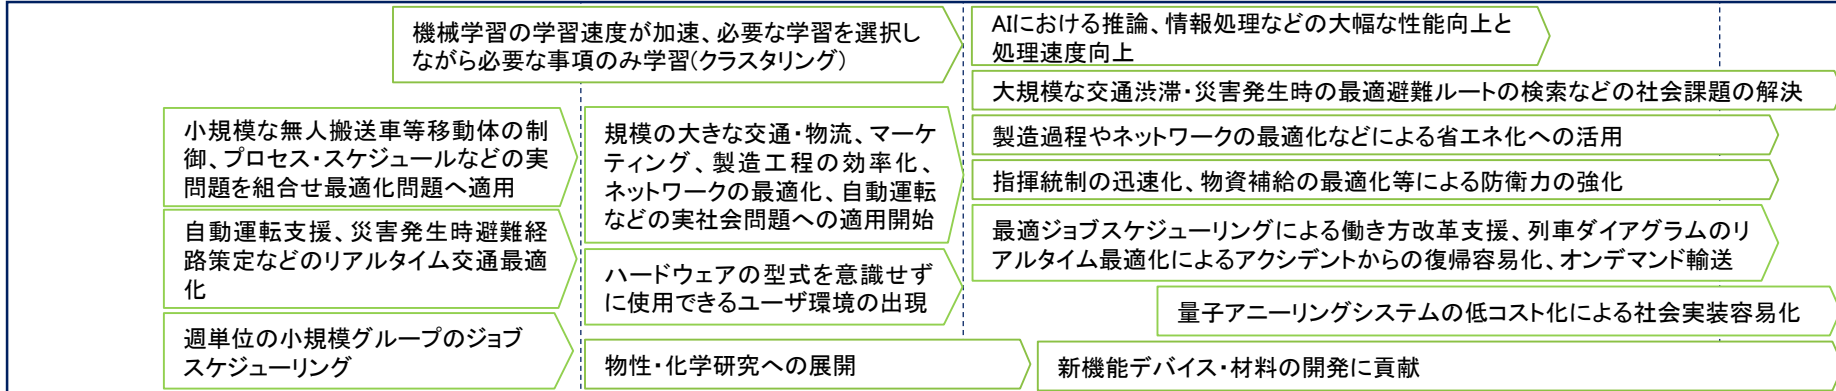 機械学習の学習速度が加速、必要な学習を選択し
ながら必要な事項のみ学習(クラスタリング)
AIにおける推論、情報処理などの大幅な性能向上と
処理速度向上
大規模な交通渋滞・災害発生時の最適避難ルートの検索などの社会課題の解決
小規模な無人搬送車等移動体の制
御、プロセス・スケジュールなどの実
問題を組合せ最適化問題へ適用
規模の大きな交通・物流、マーケ
ティング、製造工程の効率化、
ネットワークの最適化、自動運転
などの実社会問題への適用開始
製造過程やネットワークの最適化などによる省エネ化への活用
指揮統制の迅速化、物資補給の最適化等による防衛力の強化
自動運転支援、災害発生時避難経
路策定などのリアルタイム交通最適
化
最適ジョブスケジューリングによる働き方改革支援、列車ダイアグラムのリ
アルタイム最適化によるアクシデントからの復帰容易化、オンデマンド輸送
ハードウェアの型式を意識せず
に使用できるユーザ環境の出現
量子アニーリングシステムの低コスト化による社会実装容易化
週単位の小規模グループのジョブ
スケジューリング
物性・化学研究への展開
新機能デバイス・材料の開発に貢献